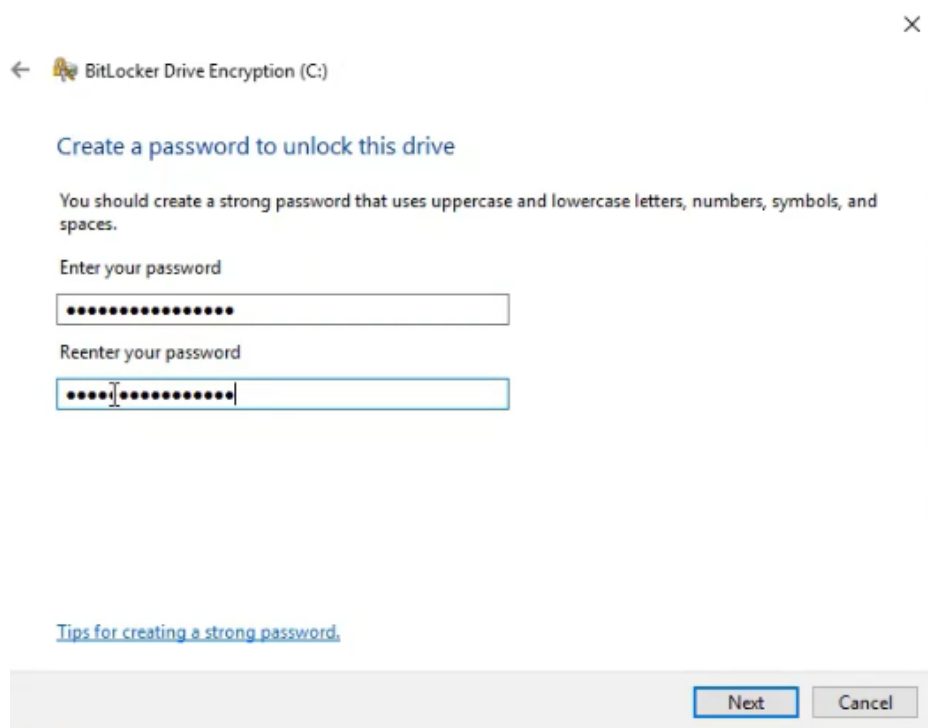 BitLocker Drive Encryption (C:)
Create a password to unlock this drive
You should create a strong password that uses uppercase and lowercase letters, numbers, symbols, and
spaces.
Enter your password
••••••••••••••••
Reenter your password
••••••••••••••••
Tips for creating a strong password.
Next Cancel